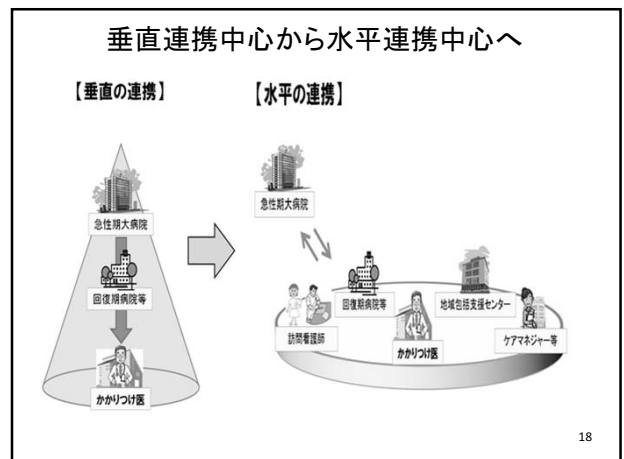 垂直連携中心から水平連携中心へ
【垂直の連携】
【水平の連携】
急性期大病院
回復期病院等
かかりつけ医
急性期大病院
訪問看護師
回復期病院等
かかりつけ医
地域包括支援センター
ケアマネジャー等
18